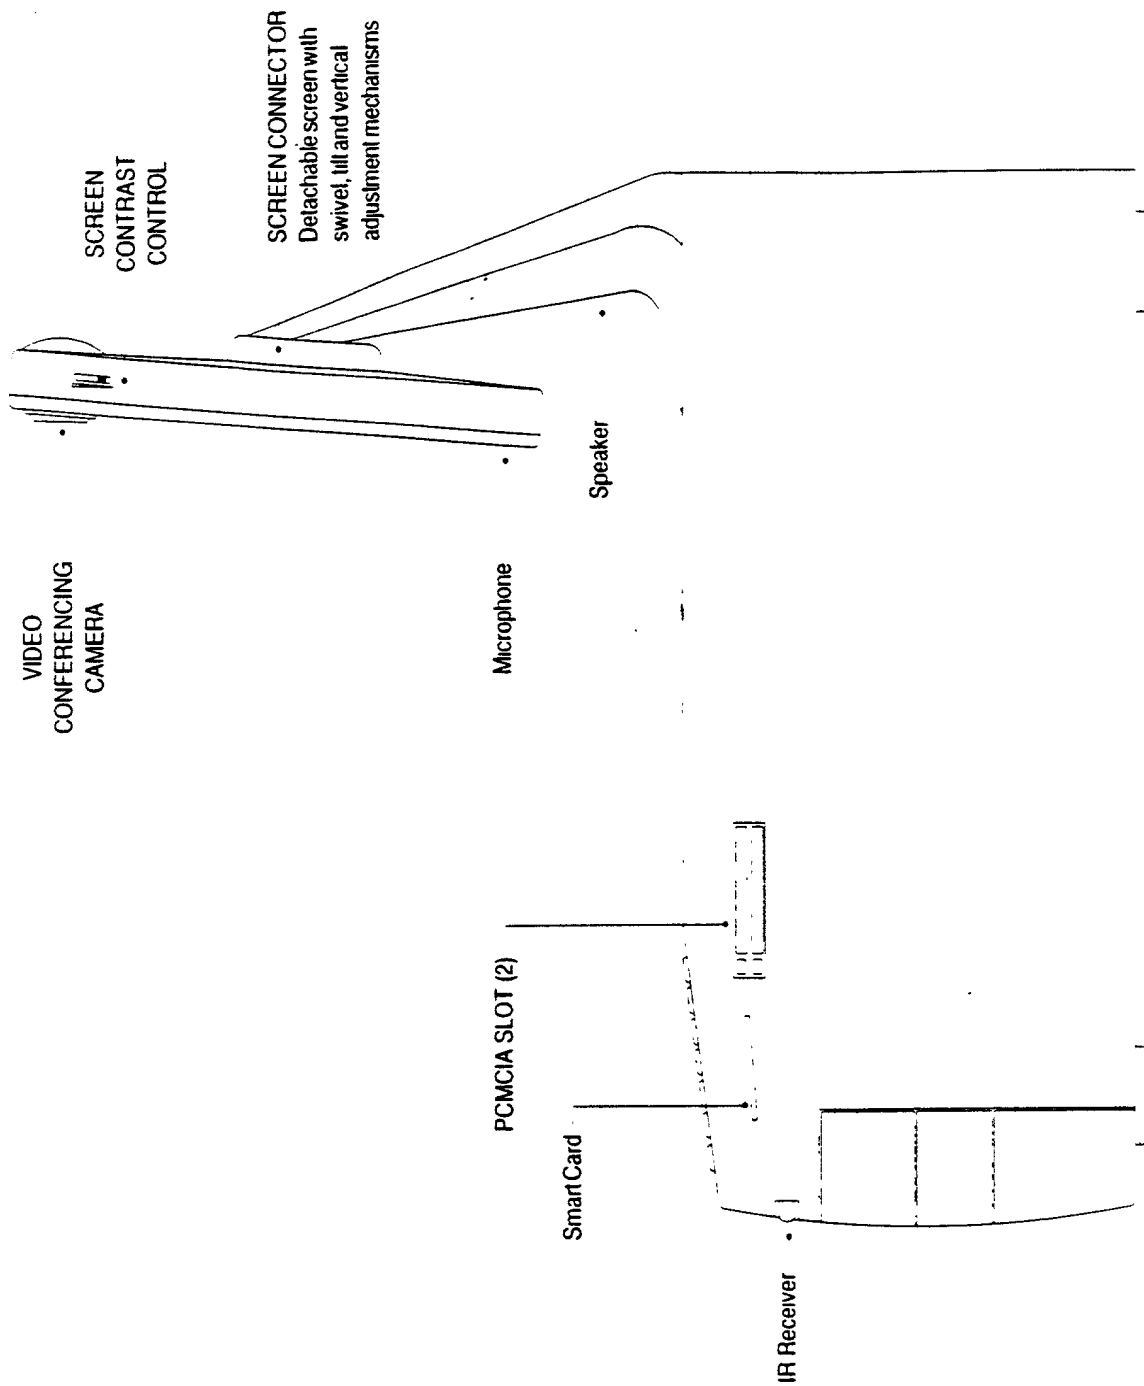 VIDEO
CONFERENCING
CAMERA
SCREEN
CONTRAST
CONTROL
SCREEN CONNECTOR
Detachable screen with
swivel, tilt and vertical
adjustment mechanisms
PCMCIA SLOT (2)
Microphone
Smart Card
Speaker
IR Receiver